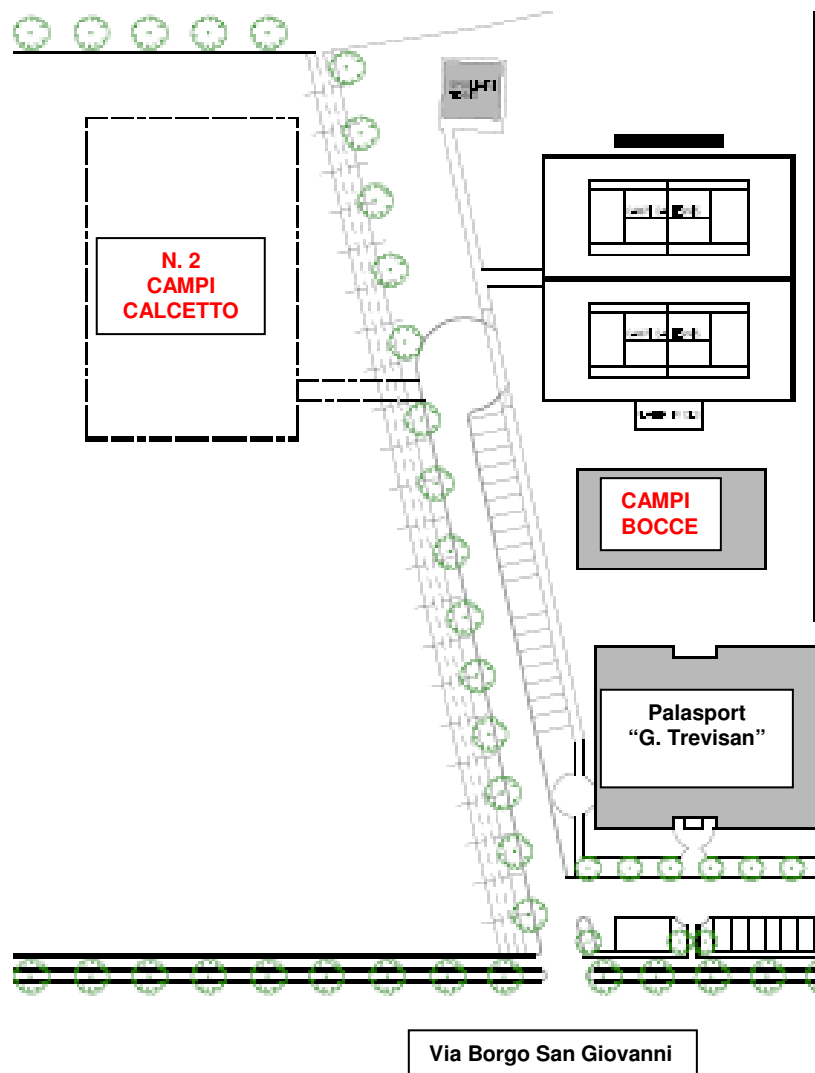 N. 2
CAMPI
CALCETTO
CAMPI
BOCCE
Palasport
“G. Trevisan”
Via Borgo San Giovanni